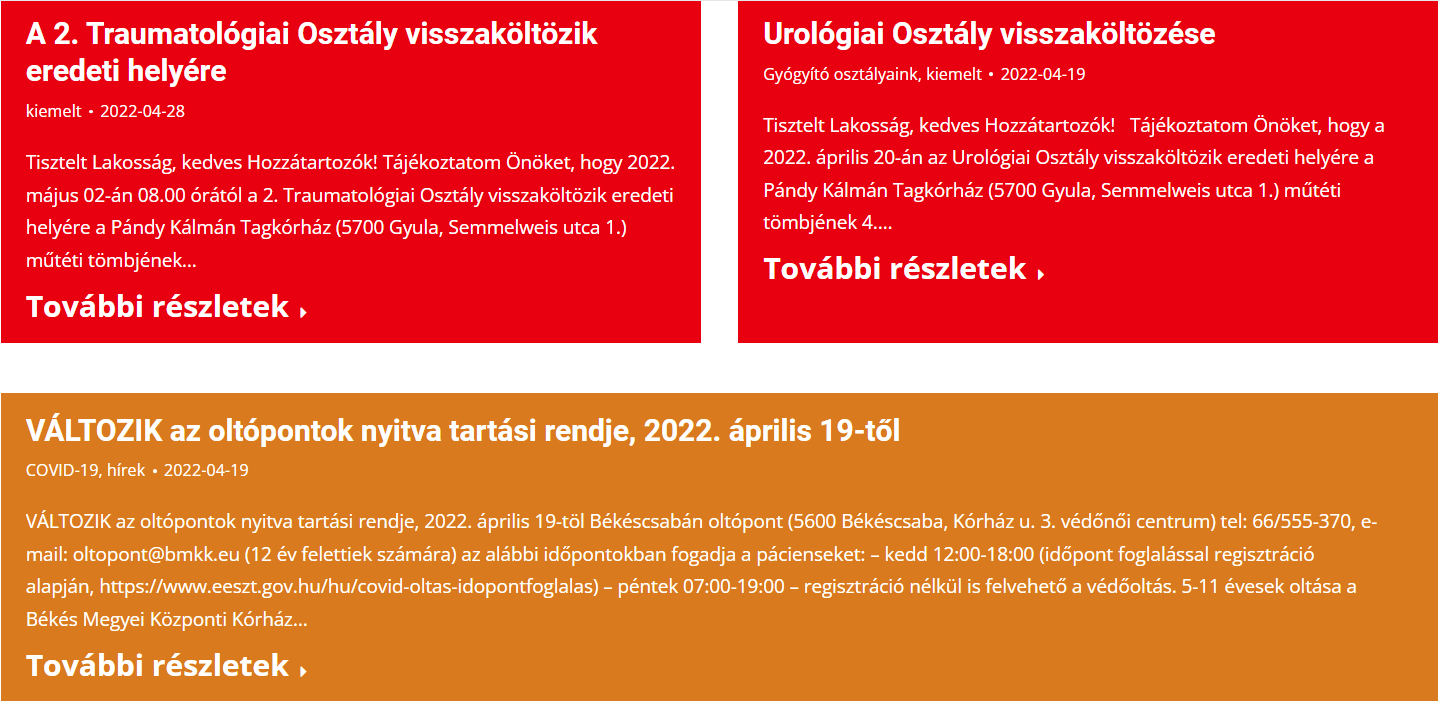 A 2. Traumatológiai Osztály visszaköltözik
eredeti helyére
kiemelt • 2022-04-28
Tisztelt Lakosság, kedves Hozzátartozók! Tájékoztatom Önöket, hogy 2022.
május 02-án 08.00 órától a 2. Traumatológiai Osztály visszaköltözik eredeti
helyére a Pándy Kálmán Tagkórház (5700 Gyula, Semmelweis utca 1.)
műtéti tömbjének...
További részletek
Urológiai Osztály visszaköltözése
Gyógyító osztályaink, kiemelt • 2022-04-19
Tisztelt Lakosság, kedves Hozzátartozók! Tájékoztatom Önöket, hogy a
2022. április 20-án az Urológiai Osztály visszaköltözik eredeti helyére a
Pándy Kálmán Tagkórház (5700 Gyula, Semmelweis utca 1.) műtéti
tömbjének 4....
További részletek
VÁLTOZIK az oltópontok nyitva tartási rendje, 2022. április 19-től
COVID-19, hírek • 2022-04-19
VÁLTOZIK az oltópontok nyitva tartási rendje, 2022. április 19-töl Békéscsabán oltópont (5600 Békéscsaba, Kórház u. 3. védőnői centrum) tel: 66/555-370, e-
mail: oltopont@bmkk.eu (12 év felettiek számára) az alábbi időpontokban fogadja a pácienseket: – kedd 12:00-18:00 (időpont foglalással regisztráció
alapján, https://www.eeszt.gov.hu/hu/covid-oltas-idopontfoglalas) – péntek 07:00-19:00 – regisztráció nélkül is felvehető a védőoltás. 5-11 évesek oltása a
Békés Megyei Központi Kórház...
További részletek